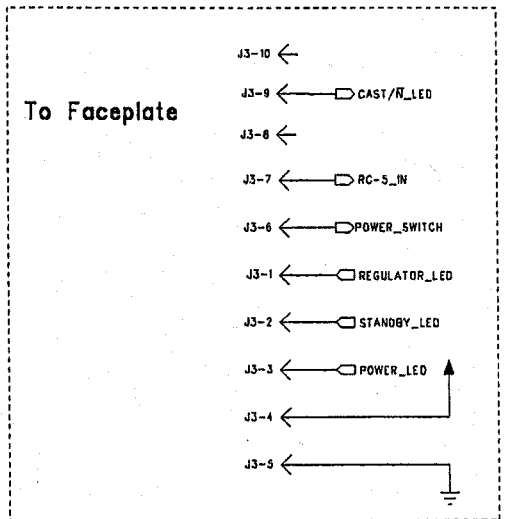 J3-10
J3-9 CAST/N̅_LED
To Faceplate
J3-8
J3-7 RC-5_IN
J3-6 POWER_SWITCH
J3-1 REGULATOR_LED
J3-2 STANDBY_LED
J3-3 POWER_LED
J3-4
J3-5